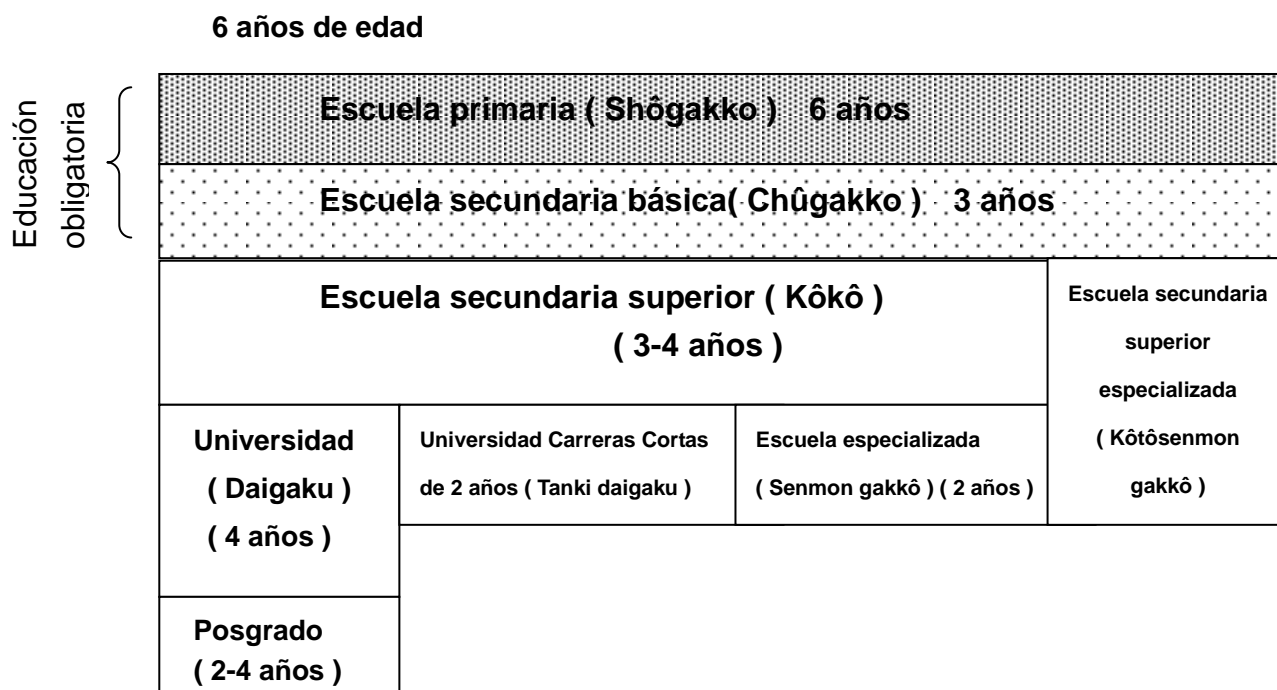 6 años de edad
Educación
obligatoria
Escuela primaria ( Shôgakko ) 6 años
Escuela secundaria básica( Chûgakko ) 3 años
Escuela secundaria superior ( Kôkô )
( 3-4 años )
Escuela secundaria
superior
especializada
( Kôtôsenmon
gakkô )
Universidad
( Daigaku )
( 4 años )
Universidad Carreras Cortas
de 2 años ( Tanki daigaku )
Escuela especializada
( Senmon gakkô ) ( 2 años )
Posgrado
( 2-4 años )